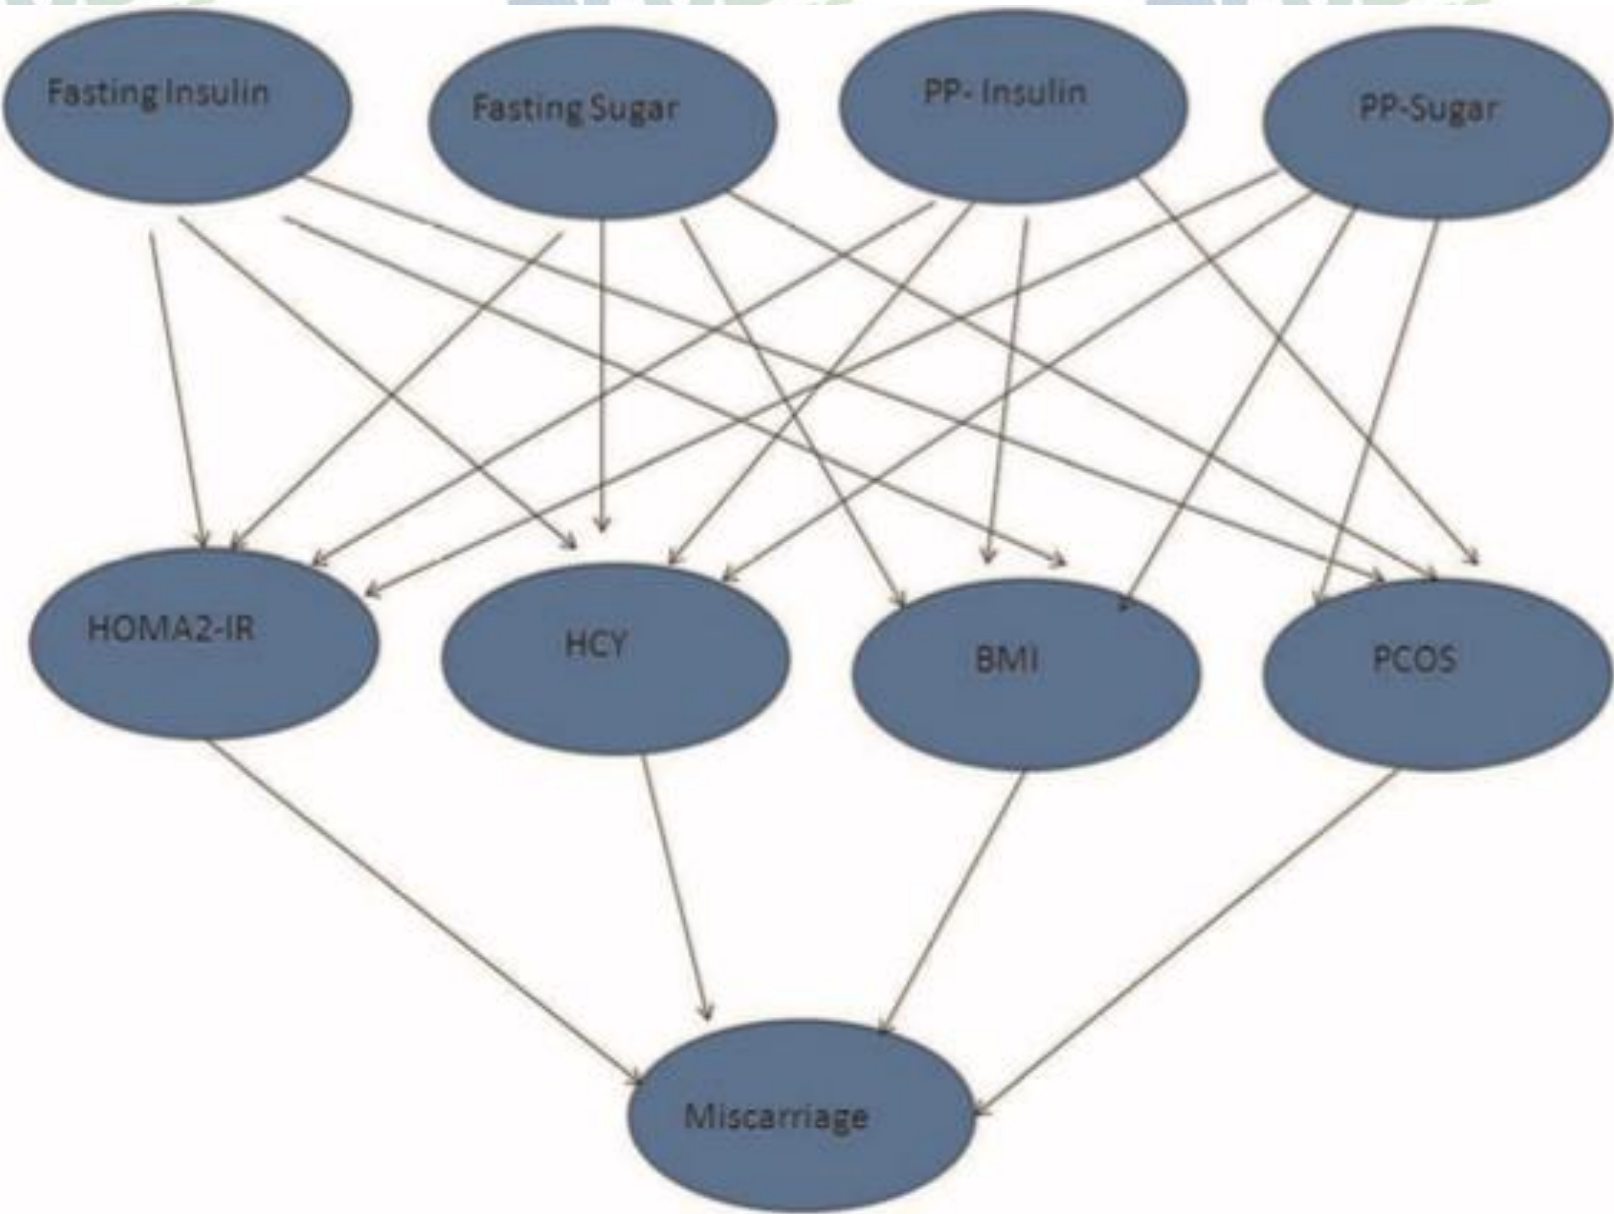 Fasting Insulin
Fasting Sugar
PP- Insulin
PP-Sugar
HOMA2-IR
HCY
BMI
PCOS
Miscarriage